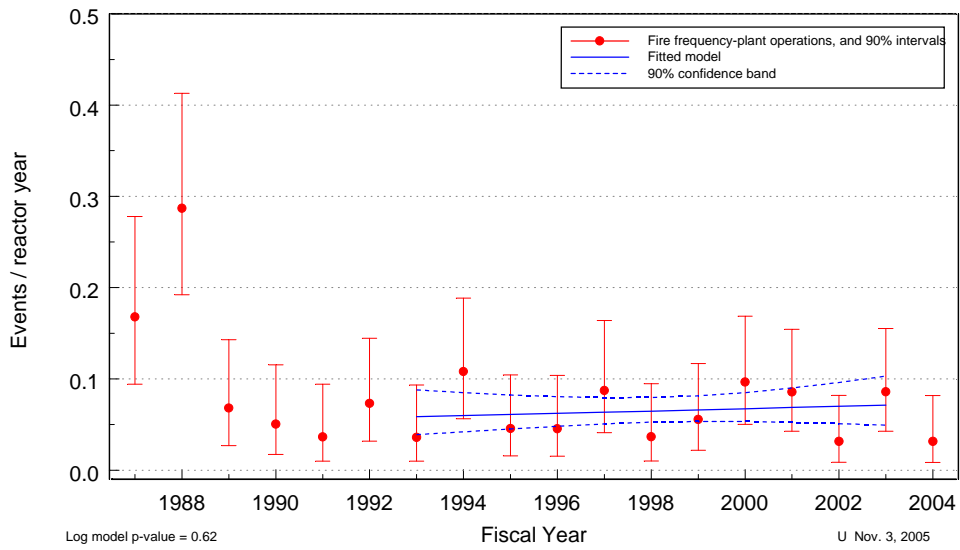 0.5
0.4
0.3
0.2
0.1
0.0
Events / reactor year
Fire frequency-plant operations, and 90% intervals
Fitted model
90% confidence band
1988 1990 1992 1994 1996 1998 2000 2002 2004
Fiscal Year
Log model p-value = 0.62
U Nov. 3, 2005